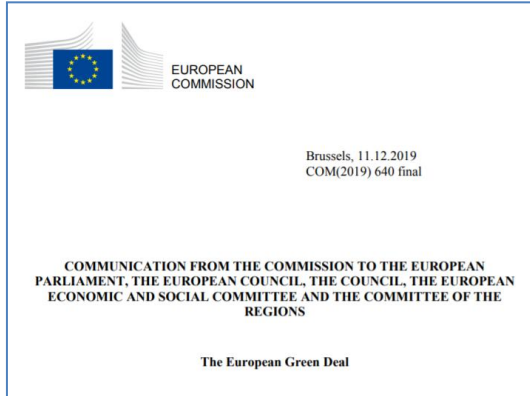 EUROPEAN
COMMISSION
Brussels, 11.12.2019
COM(2019) 640 final
COMMUNICATION FROM THE COMMISSION TO THE EUROPEAN
PARLIAMENT, THE EUROPEAN COUNCIL, THE COUNCIL, THE EUROPEAN
ECONOMIC AND SOCIAL COMMITTEE AND THE COMMITTEE OF THE
REGIONS
The European Green Deal